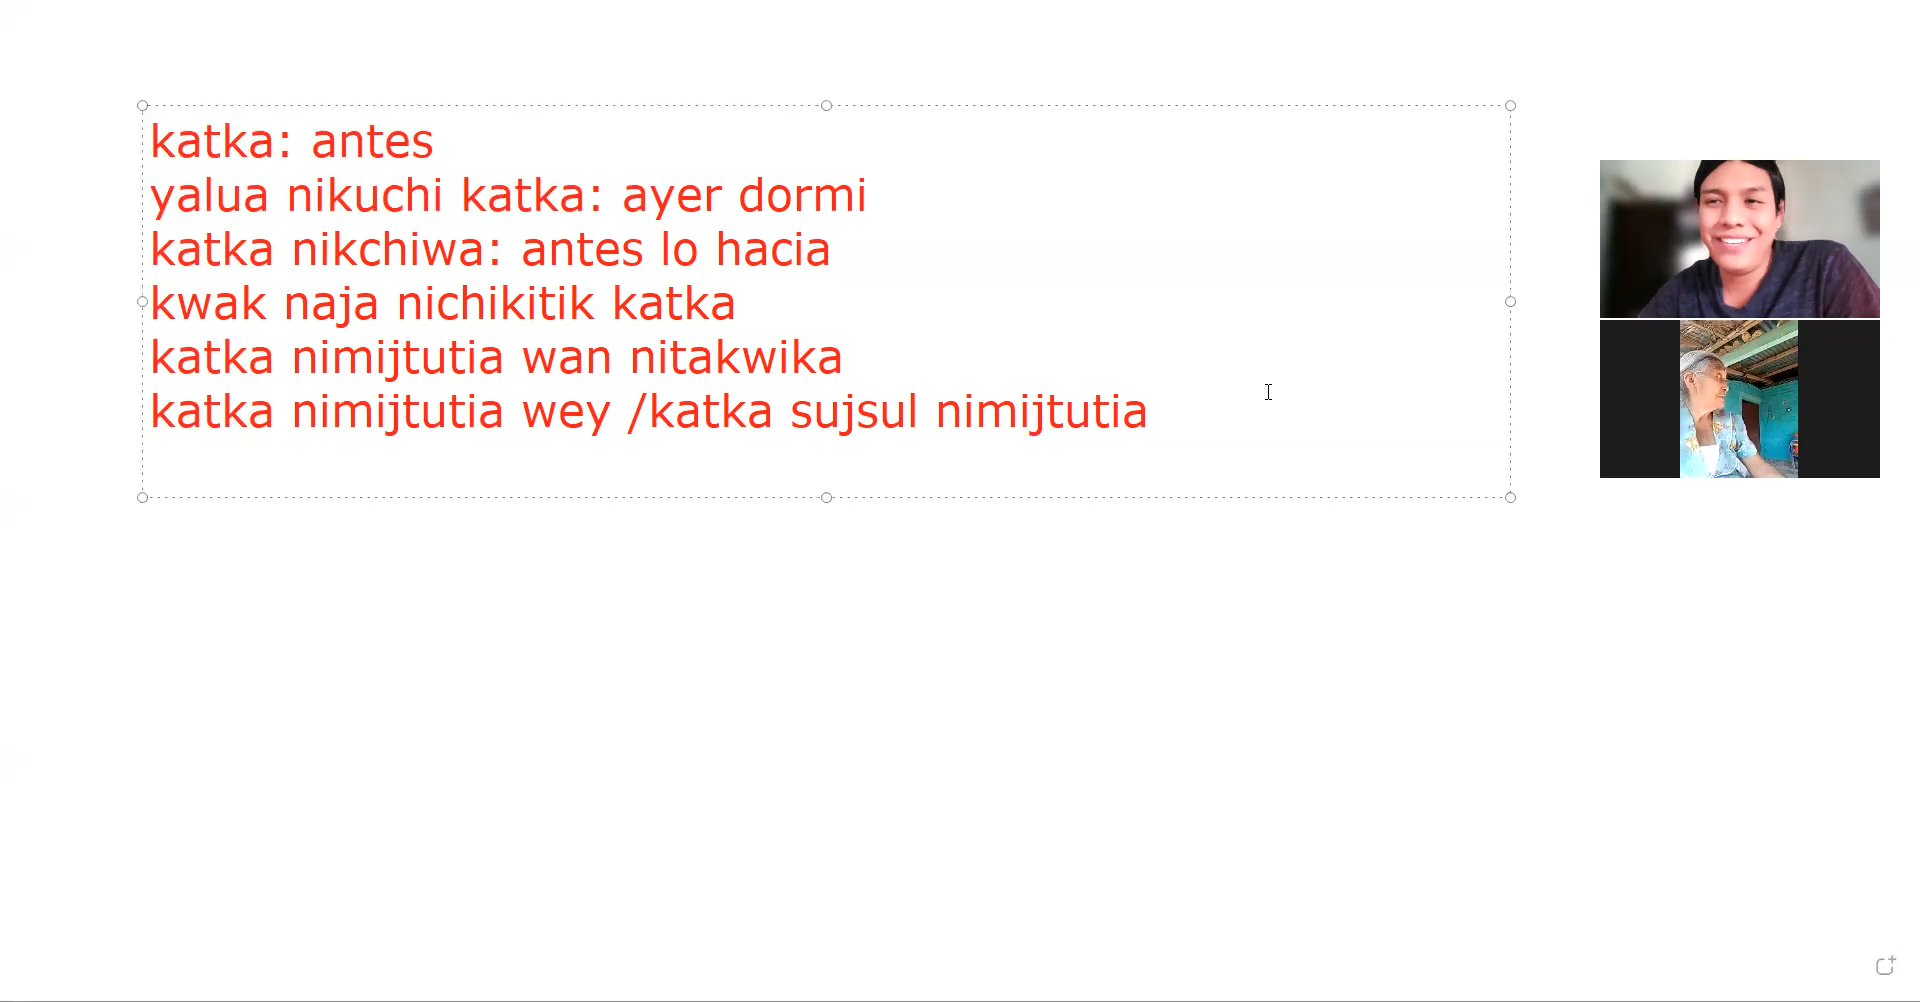 katka: antes
yalua nikuchi katka: ayer dormi
katka nikchiwa: antes lo hacia
kwak naja nichikitik katka
katka nimijtutia wan nitakwika
katka nimijtutia wey /katka sujsul nimijtutia